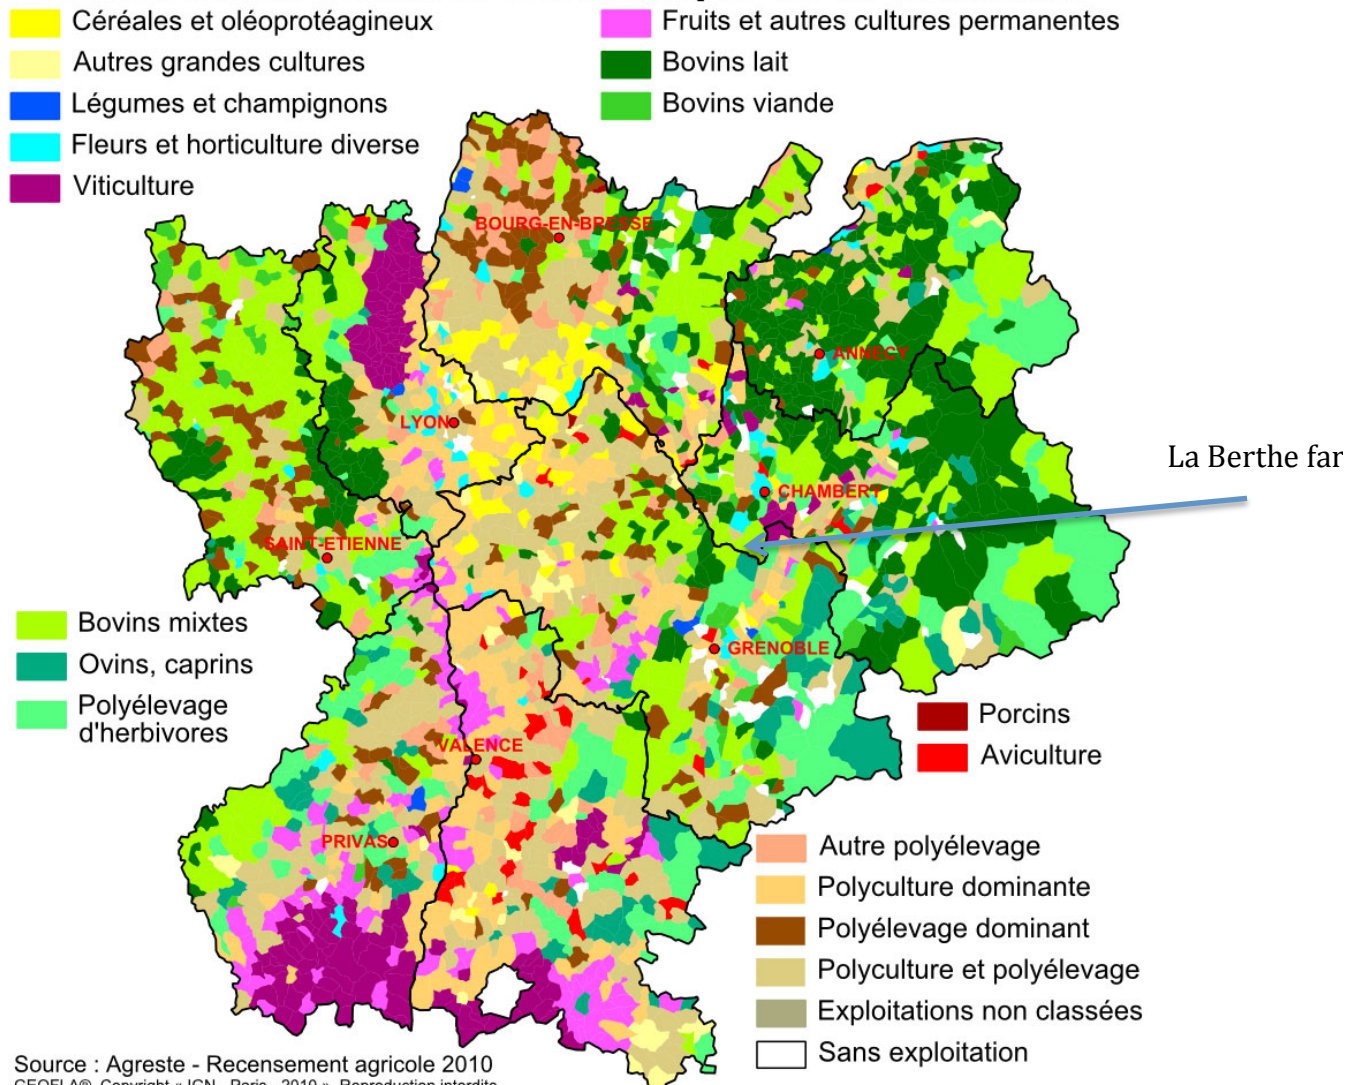 Céréales et oléoprotéagineux
Autres grandes cultures
Légumes et champignons
Fleurs et horticulture diverse
Viticulture
Fruits et autres cultures permanentes
Bovins lait
Bovins viande
BOURG-EN-BRESSE
ANNECY
LYON
La Berthe far
CHAMBERY
SAINT-ETIENNE
Bovins mixtes
Ovins, caprins
Polyélevage
d'herbivores
GRENOBLE
Porcins
Aviculture
VALENCE
PRIVAS
Autre polyélevage
Polyculture dominante
Polyélevage dominant
Polyculture et polyélevage
Exploitations non classées
Sans exploitation
Source : Agreste - Recensement agricole 2010